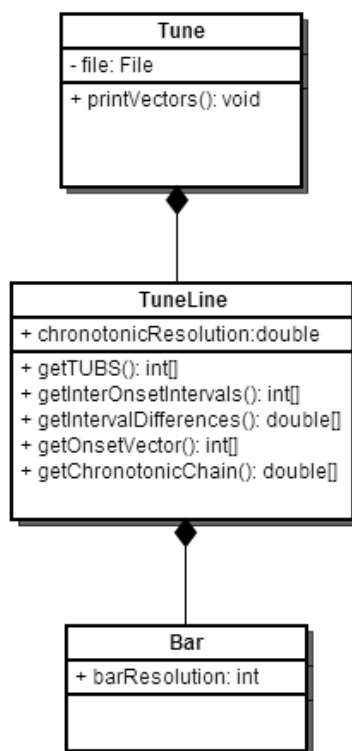 Tune
- file: File
+ printVectors(): void
TuneLine
+ chronotonicResolution:double
+ getTUBS(): int[]
+ getInterOnsetIntervals(): int[]
+ getIntervalDifferences(): double[]
+ getOnsetVector(): int[]
+ getChronotonicChain(): double[]
Bar
+ barResolution: int